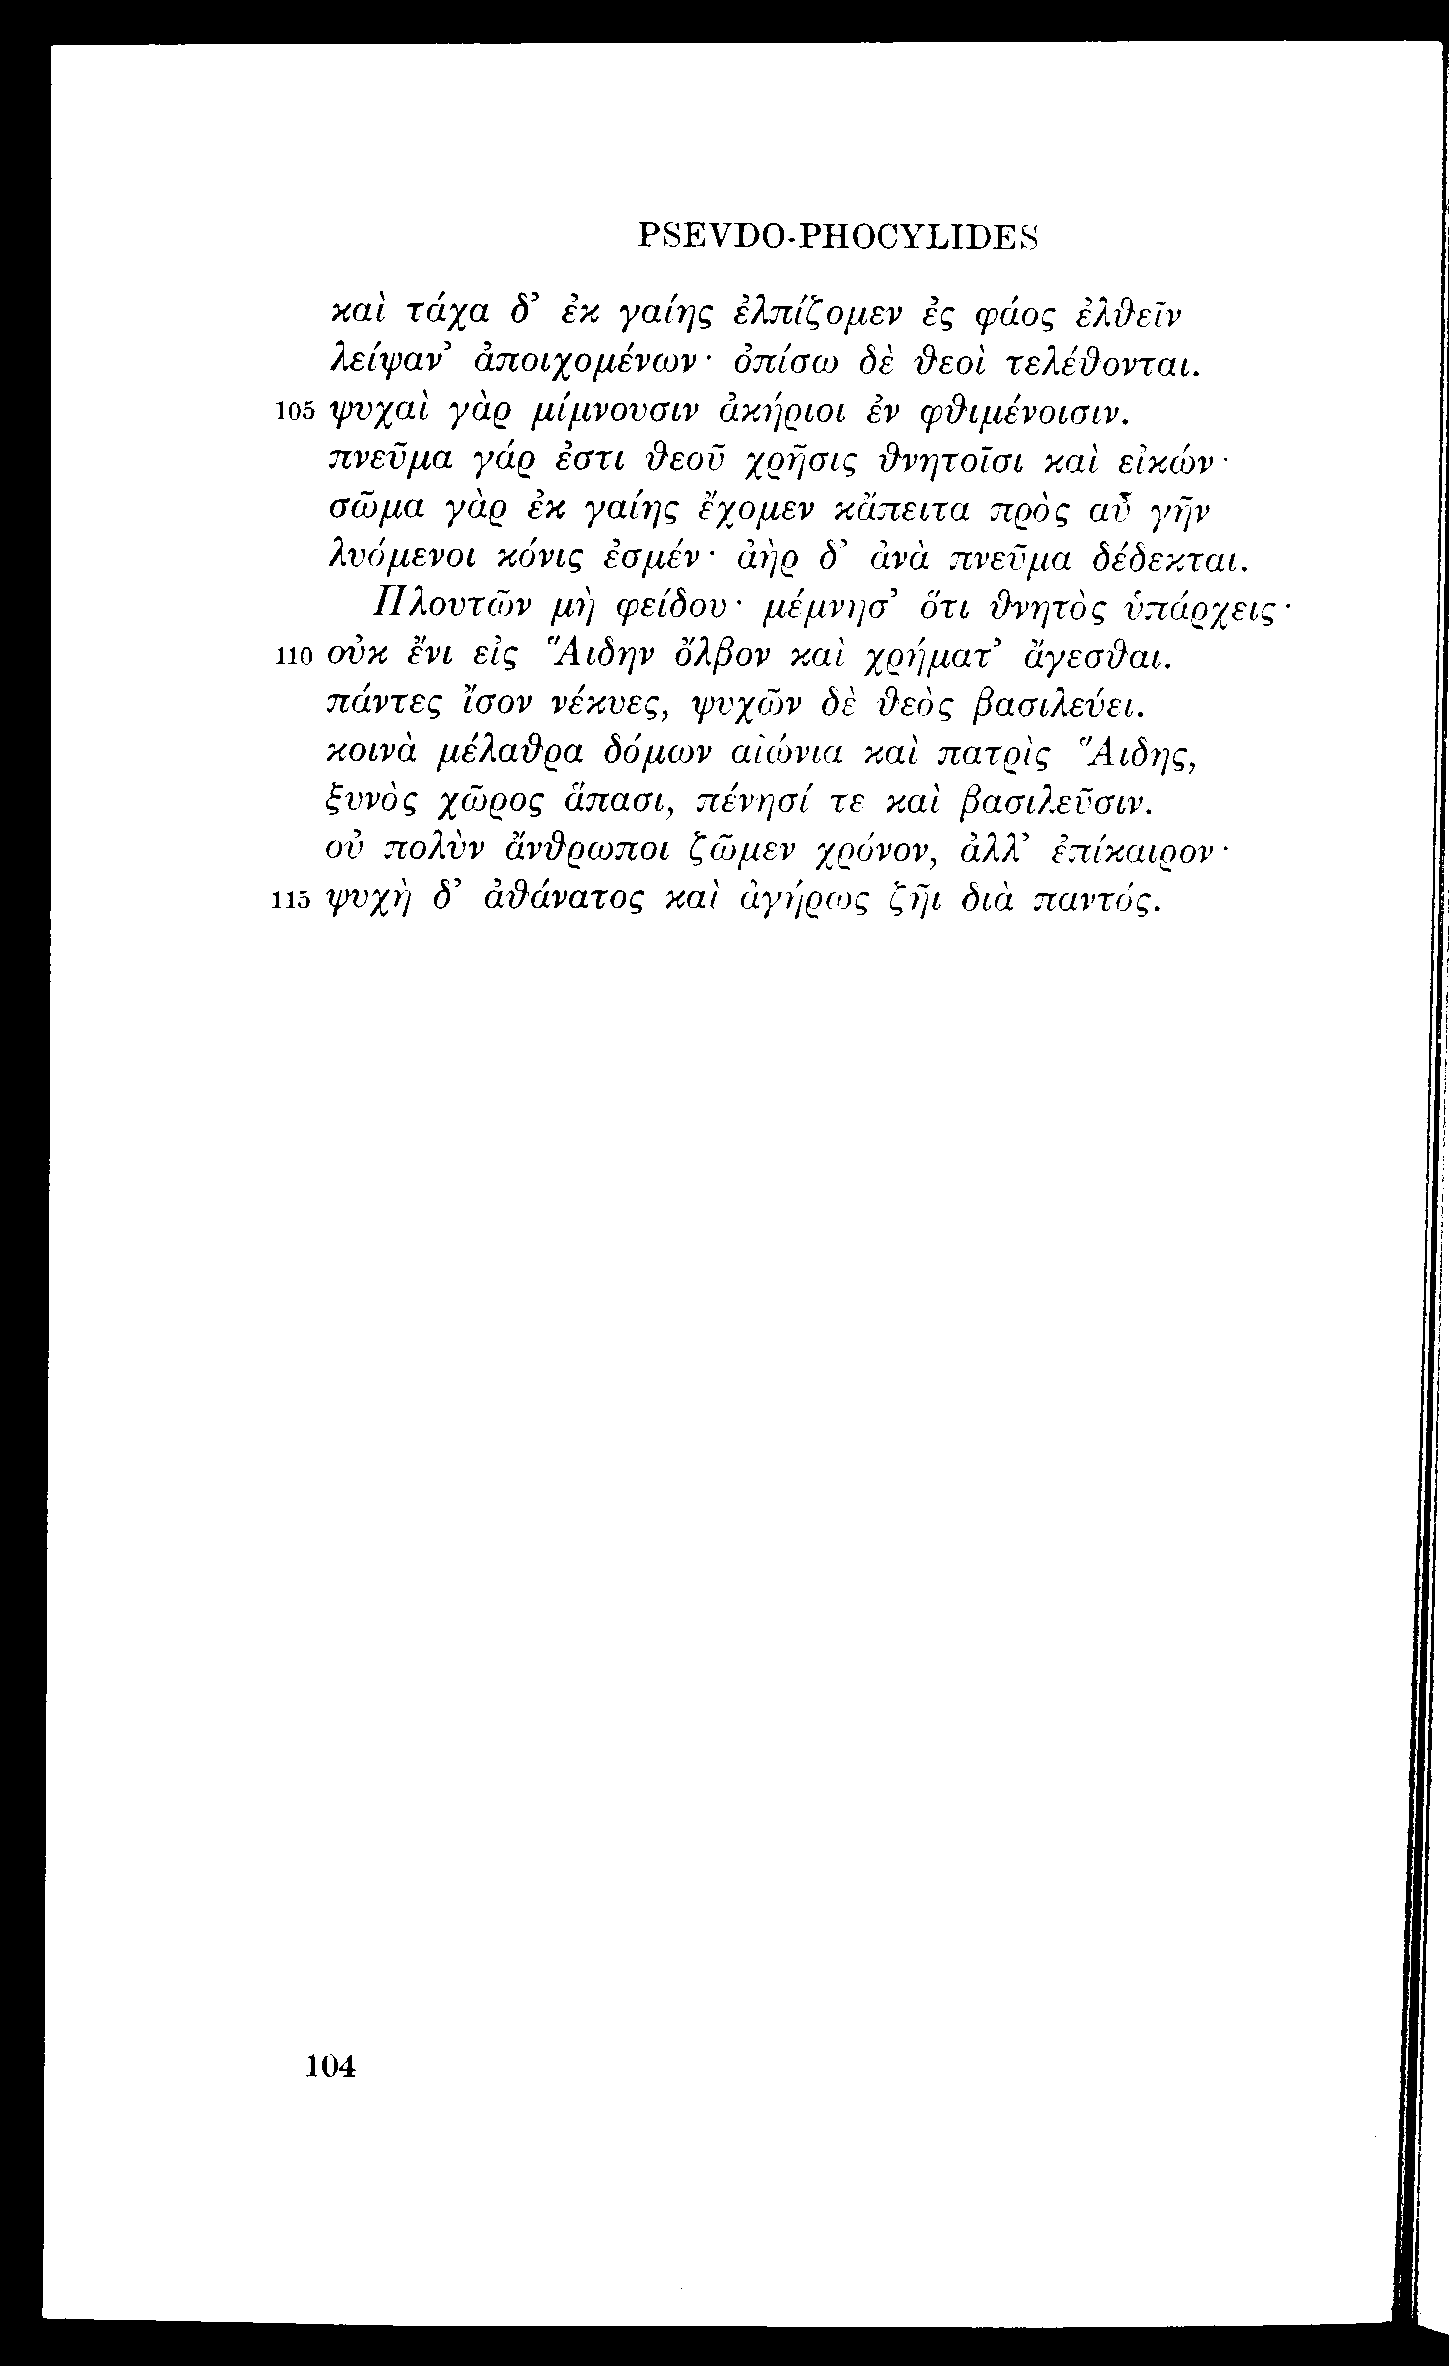 PSEVDO-PHOCYLIDES
καὶ τάχα δ’ ἐκ γαίης ἐλπίζομεν ἐς φάος ἐλθεῖν
λείψαν’ ἀποιχομένων· ὀπίσω δὲ θεοὶ τελέθονται.
105 ψυχαὶ γὰρ μίμνουσιν ἀκήριοι ἐν φθιμένοισιν.
πνεῦμα γάρ ἐστι θεοῦ χρῆσις θνητοῖσι καὶ εἰκών·
σῶμα γὰρ ἐκ γαίης ἔχομεν κἄπειτα πρὸς αὖ γῆν
λυόμενοι κόνις ἐσμέν· ἀὴρ δ’ ἀνὰ πνεῦμα δέδεκται.
Πλουτῶν μὴ φείδου· μέμνησ’ ὅτι θνητὸς ὑπάρχεις·
110 οὐκ ἔνι εἰς Ἅιδην ὄλβον καὶ χρήματ’ ἄγεσθαι.
πάντες ἴσον νέκυες, ψυχῶν δὲ θεὸς βασιλεύει.
κοινὰ μέλαθρα δόμων αἰώνια καὶ πατρὶς Ἅιδης,
ξυνὸς χῶρος ἅπασι, πένησί τε καὶ βασιλεῦσιν.
οὐ πολὺν ἄνθρωποι ζῶμεν χρόνον, ἀλλ’ ἐπίκαιρον·
115 ψυχὴ δ’ ἀθάνατος καὶ ἀγήρως ζῆι διὰ παντός.
104